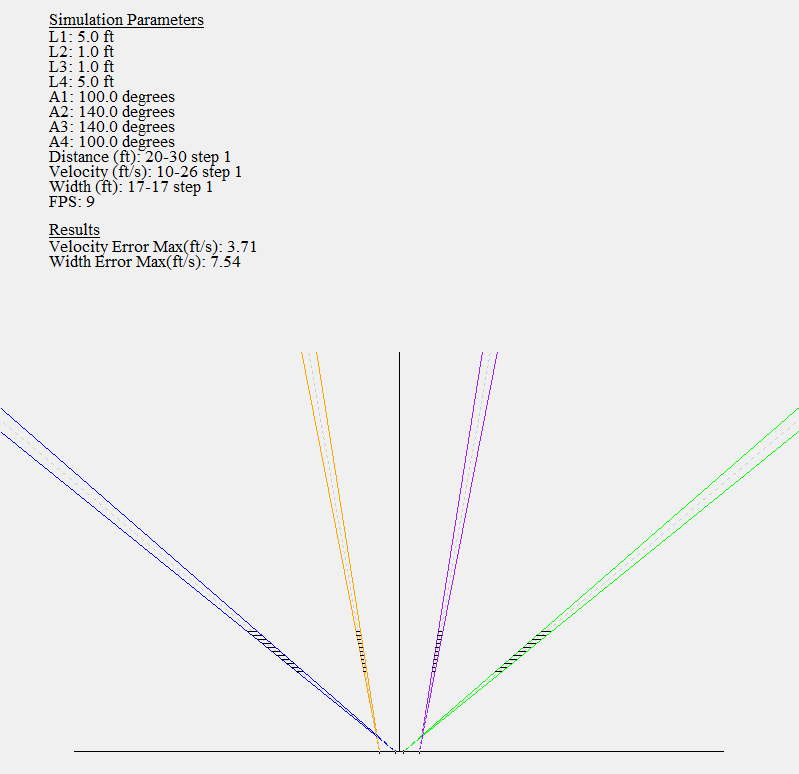 Simulation Parameters
L1: 5.0 ft
L2: 1.0 ft
L3: 1.0 ft
L4: 5.0 ft
A1: 100.0 degrees
A2: 140.0 degrees
A3: 140.0 degrees
A4: 100.0 degrees
Distance (ft): 20-30 step 1
Velocity (ft/s): 10-26 step 1
Width (ft): 17-17 step 1
FPS: 9
Results
Velocity Error Max(ft/s): 3.71
Width Error Max(ft/s): 7.54